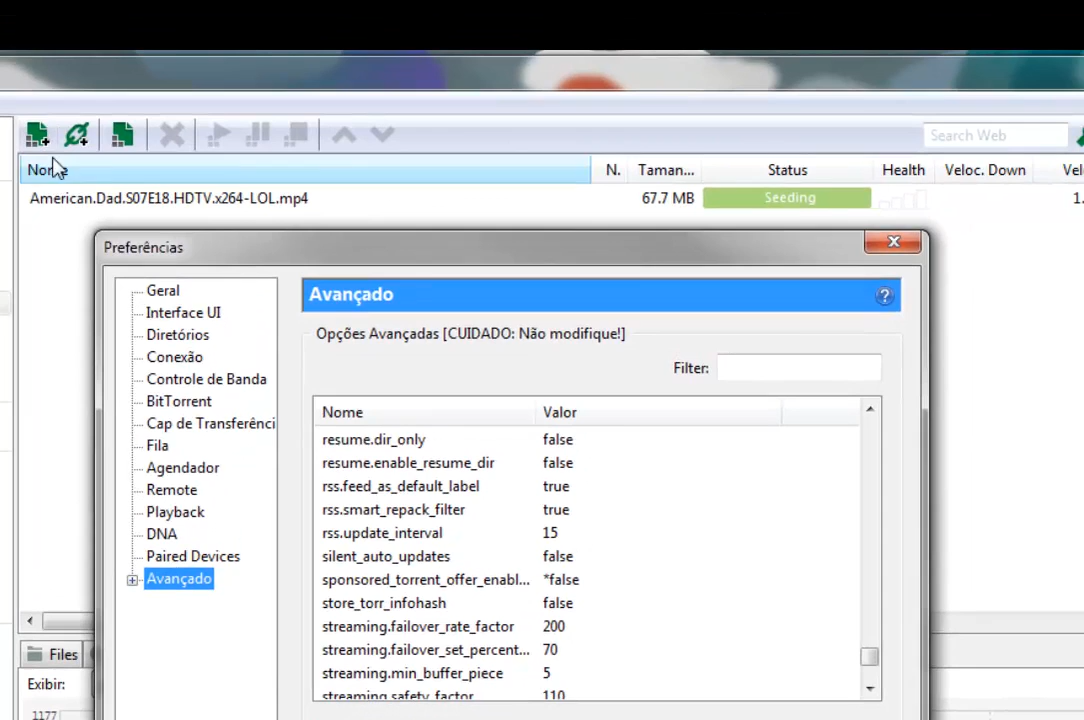 Search Web
N. Taman... Status Health Veloc. Down
American.Dad.S07E18.HDTV.x264-LOL.mp4 67.7 MB Seeding
Preferências
Geral
Interface UI
Diretórios
Conexão
Controle de Banda
BitTorrent
Cap de Transferênci
Fila
Agendador
Remote
Playback
DNA
Paired Devices
Avançado
Avançado
Opções Avançadas [CUIDADO: Não modifique!]
Filter:
Nome Valor
resume.dir_only false
resume.enable_resume_dir false
rss.feed_as_default_label true
rss.smart_repack_filter true
rss.update_interval 15
silent_auto_updates false
sponsored_torrent_offer_enabl... *false
store_torr_infohash false
streaming.failover_rate_factor 200
streaming.failover_set_percent... 70
streaming.min_buffer_piece 5
streaming.safety_factor 110
Files
Exibir:
1177